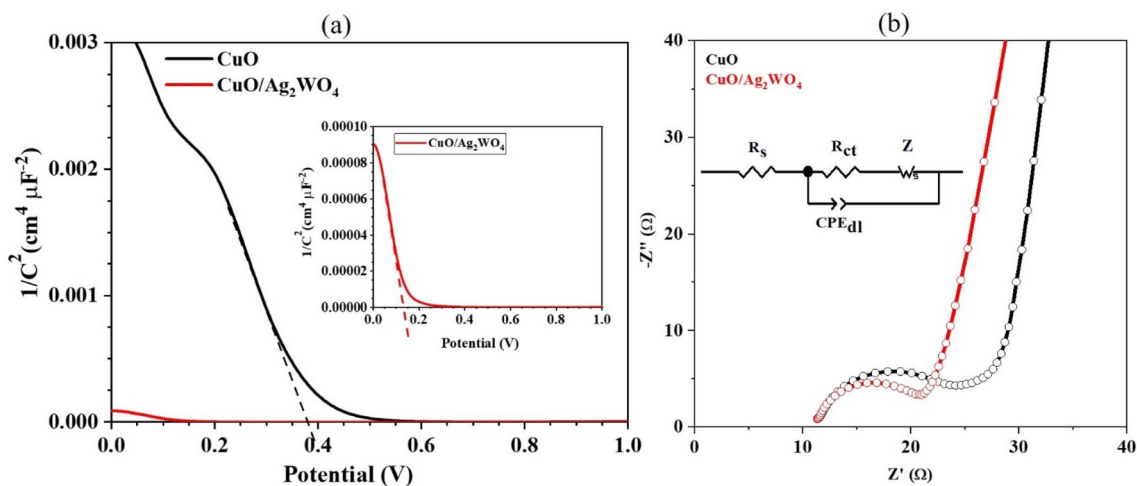 (a)
0.003
0.002
0.001
0.000
1/C²(cm⁴ μF⁻²)
CuO
CuO/Ag₂WO₄
0.00010
0.00008
0.00006
0.00004
0.00002
0.00000
1/C²(cm⁴ μF⁻²)
CuO/Ag₂WO₄
0.0 0.2 0.4 0.6 0.8 1.0
Potential (V)
0.0 0.2 0.4 0.6 0.8 1.0
Potential (V)
(b)
40
30
20
10
0
-Z" (Ω)
CuO
CuO/Ag₂WO₄
Rs Rct Z
Ws
CPEdl
0 10 20 30 40
Z' (Ω)